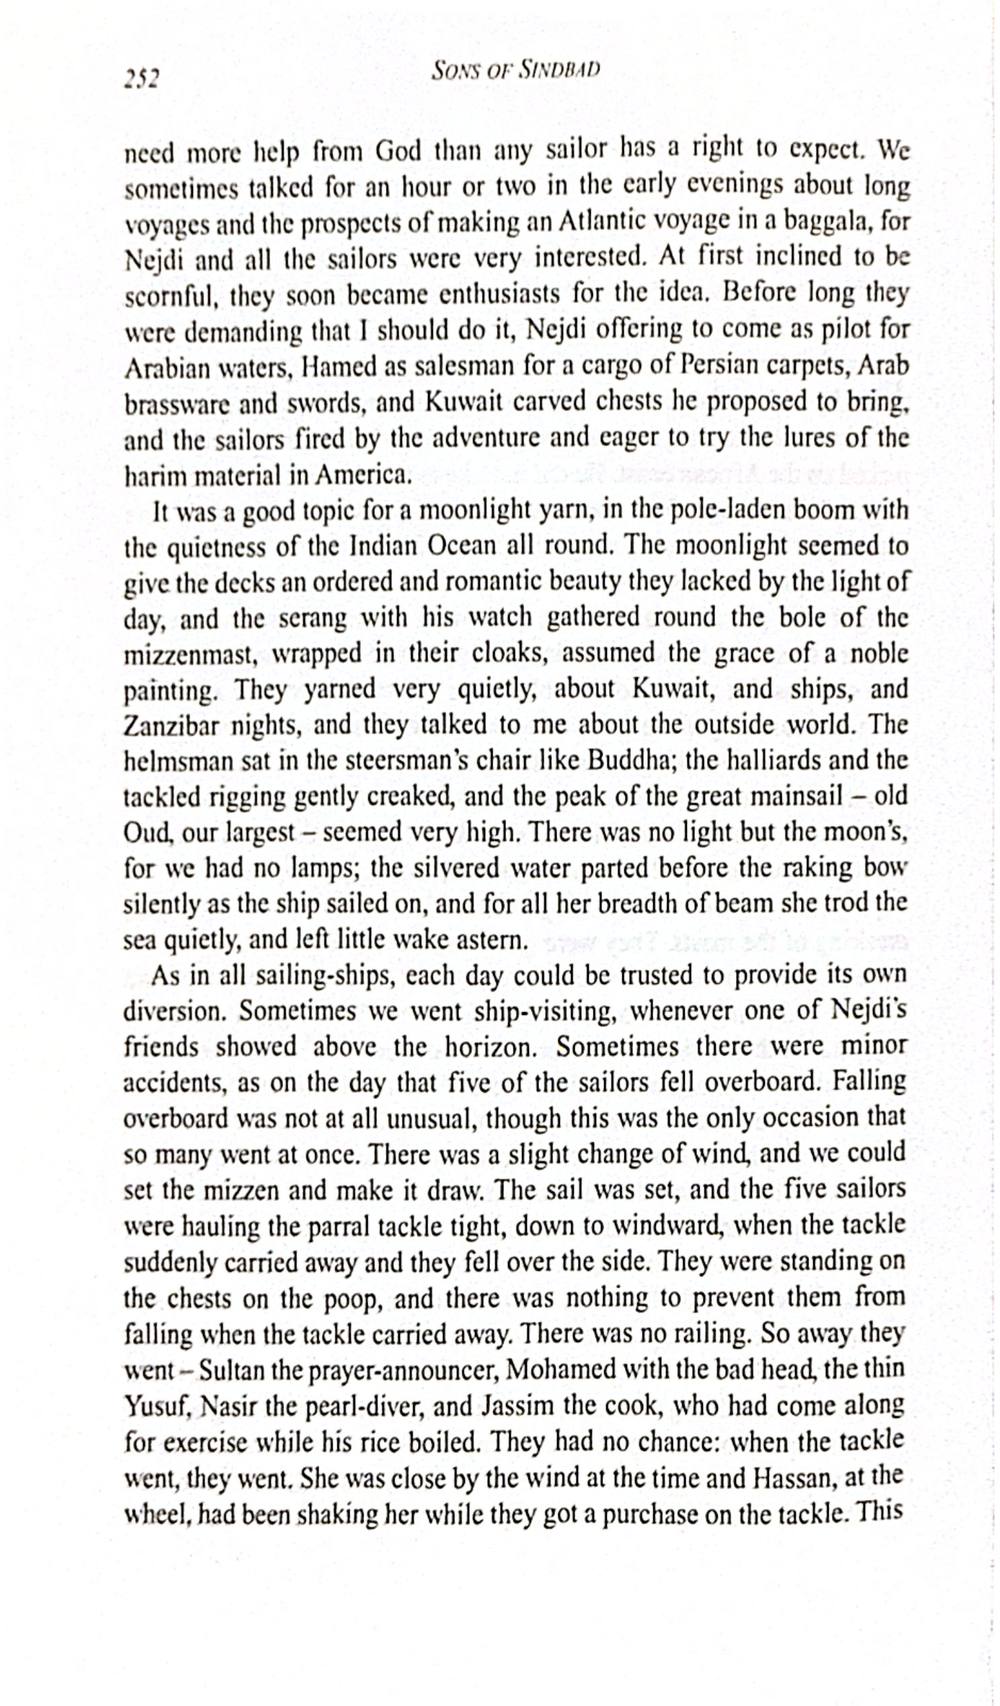 252
SONS OF SINDBAD
need more help from God than any sailor has a right to expect. We
sometimes talked for an hour or two in the early evenings about long
voyages and the prospects of making an Atlantic voyage in a baggala, for
Nejdi and all the sailors were very interested. At first inclined to be
scornful, they soon became enthusiasts for the idea. Before long they
were demanding that I should do it, Nejdi offering to come as pilot for
Arabian waters, Hamed as salesman for a cargo of Persian carpets, Arab
brassware and swords, and Kuwait carved chests he proposed to bring,
and the sailors fired by the adventure and eager to try the lures of the
harim material in America.
It was a good topic for a moonlight yarn, in the pole-laden boom with
the quietness of the Indian Ocean all round. The moonlight seemed to
give the decks an ordered and romantic beauty they lacked by the light of
day, and the serang with his watch gathered round the bole of the
mizzenmast, wrapped in their cloaks, assumed the grace of a noble
painting. They yarned very quietly, about Kuwait, and ships, and
Zanzibar nights, and they talked to me about the outside world. The
helmsman sat in the steersman's chair like Buddha; the halliards and the
tackled rigging gently creaked, and the peak of the great mainsail – old
Oud, our largest – seemed very high. There was no light but the moon's,
for we had no lamps; the silvered water parted before the raking bow
silently as the ship sailed on, and for all her breadth of beam she trod the
sea quietly, and left little wake astern.
As in all sailing-ships, each day could be trusted to provide its own
diversion. Sometimes we went ship-visiting, whenever one of Nejdi's
friends showed above the horizon. Sometimes there were minor
accidents, as on the day that five of the sailors fell overboard. Falling
overboard was not at all unusual, though this was the only occasion that
so many went at once. There was a slight change of wind, and we could
set the mizzen and make it draw. The sail was set, and the five sailors
were hauling the parral tackle tight, down to windward, when the tackle
suddenly carried away and they fell over the side. They were standing on
the chests on the poop, and there was nothing to prevent them from
falling when the tackle carried away. There was no railing. So away they
went – Sultan the prayer-announcer, Mohamed with the bad head, the thin
Yusuf, Nasir the pearl-diver, and Jassim the cook, who had come along
for exercise while his rice boiled. They had no chance: when the tackle
went, they went. She was close by the wind at the time and Hassan, at the
wheel, had been shaking her while they got a purchase on the tackle. This